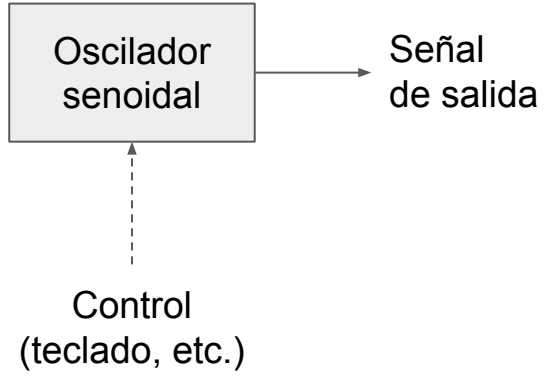 Oscilador
senoidal
Señal
de salida
Control
(teclado, etc.)